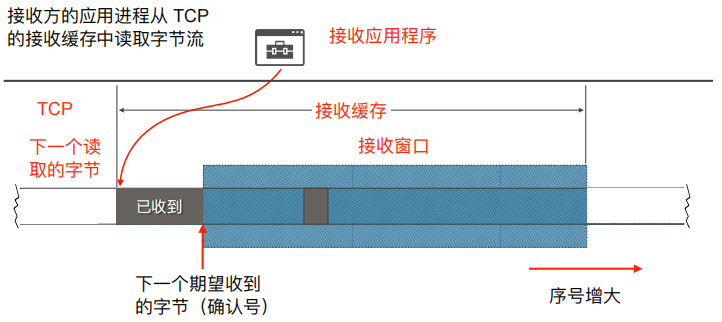 接收方的应用进程从 TCP
的接收缓存中读取字节流
接收应用程序
TCP
接收缓存
下一个读
取的字节
接收窗口
已收到
下一个期望收到
的字节（确认号）
序号增大